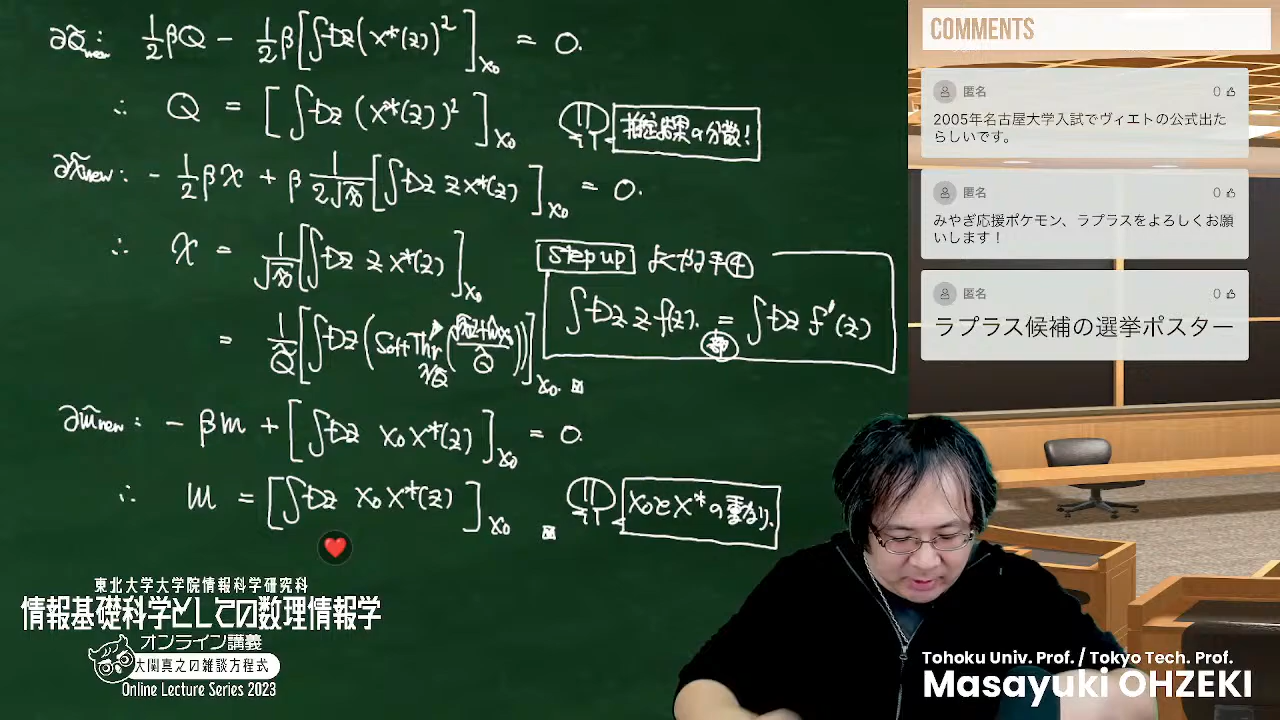 ∂Q̃new: 1/2 βQ − 1/2 β[∫Dz(x*(z))²]x₀ = 0.
∴ Q = [∫Dz (x*(z))²]x₀
推定結果の分散!
− 1/2 βχ + β 1/2√χ̃ [∫Dz z x*(z)]x₀ = 0.
∴ χ = 1/√χ̃ [∫Dz z x*(z)]x₀
step up よくやる手
∫Dz z f(z) = ∫Dz f'(z)
∂m̃new: − βm + [∫Dz x₀ x*(z)]x₀ = 0.
∴ m = [∫Dz x₀ x*(z)]x₀
x₀とx*の重なり.
東北大学大学院情報科学研究科
情報基礎科学としての数理情報学
オンライン講義
大関真之の雑談方程式
Online Lecture Series 2023
COMMENTS
匿名 0
2005年名古屋大学入試でヴィエトの公式出た
らしいです。
匿名 0
みやぎ応援ポケモン、ラプラスをよろしくお願
いします!
匿名 0
ラプラス候補の選挙ポスター
Tohoku Univ. Prof. / Tokyo Tech. Prof.
Masayuki OHZEKI